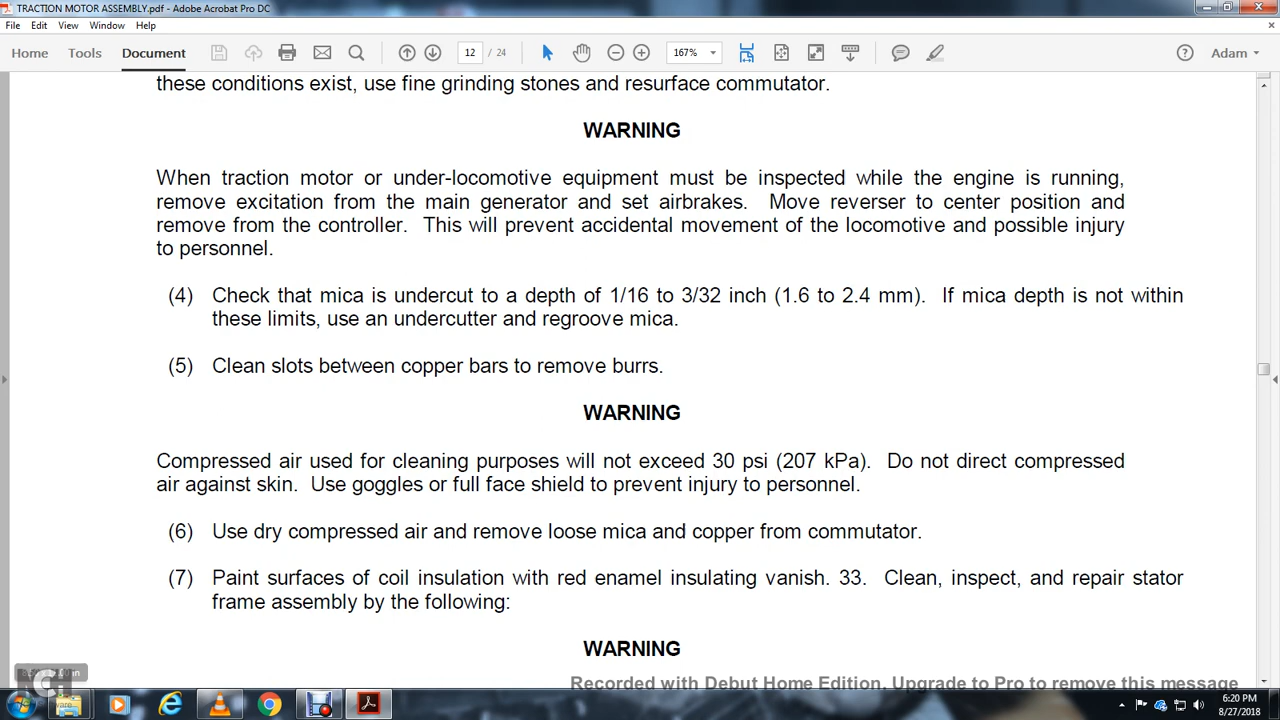 TRACTION MOTOR ASSEMBLY.pdf - Adobe Acrobat Pro DC
File Edit View Window Help
Home Tools Document 12 / 24 167% Adam
these conditions exist, use fine grinding stones and resurface commutator.
WARNING
When traction motor or under-locomotive equipment must be inspected while the engine is running,
remove excitation from the main generator and set airbrakes. Move reverser to center position and
remove from the controller. This will prevent accidental movement of the locomotive and possible injury
to personnel.
(4) Check that mica is undercut to a depth of 1/16 to 3/32 inch (1.6 to 2.4 mm). If mica depth is not within
these limits, use an undercutter and regroove mica.
(5) Clean slots between copper bars to remove burrs.
WARNING
Compressed air used for cleaning purposes will not exceed 30 psi (207 kPa). Do not direct compressed
air against skin. Use goggles or full face shield to prevent injury to personnel.
(6) Use dry compressed air and remove loose mica and copper from commutator.
(7) Paint surfaces of coil insulation with red enamel insulating vanish. 33. Clean, inspect, and repair stator
frame assembly by the following:
WARNING
Recorded with Debut Home Edition. Upgrade to Pro to remove this message
6:20 PM
8/27/2018